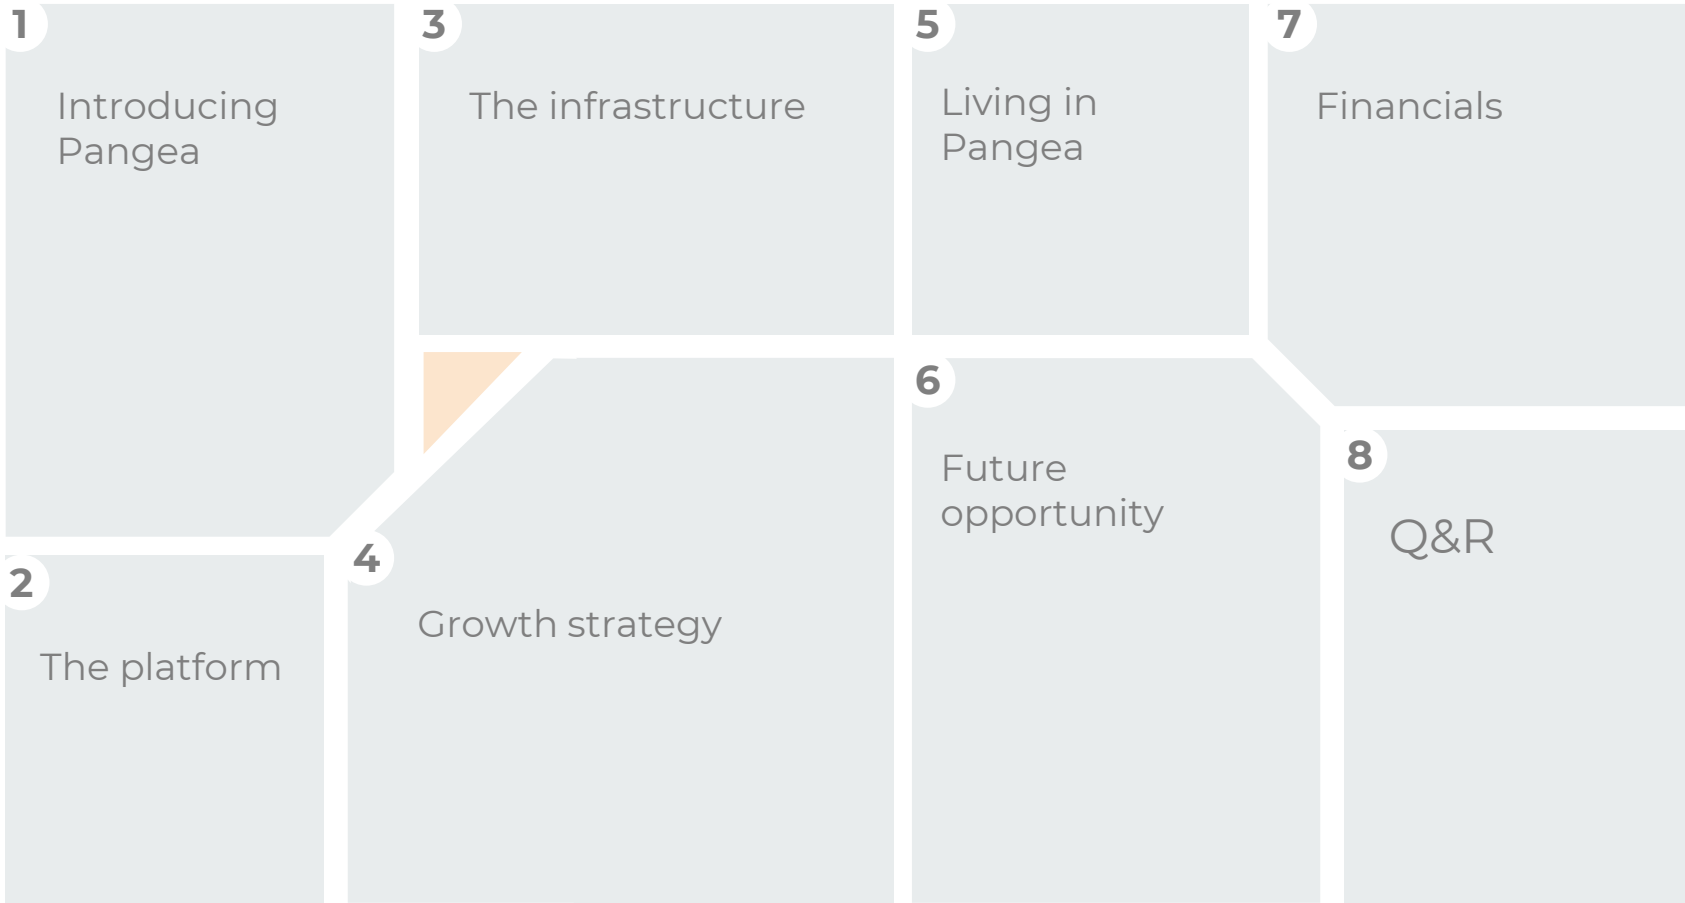 1
Introducing
Pangea
2
The platform
3
The infrastructure
4
Growth strategy
5
Living in
Pangea
6
Future
opportunity
7
Financials
8
Q&R